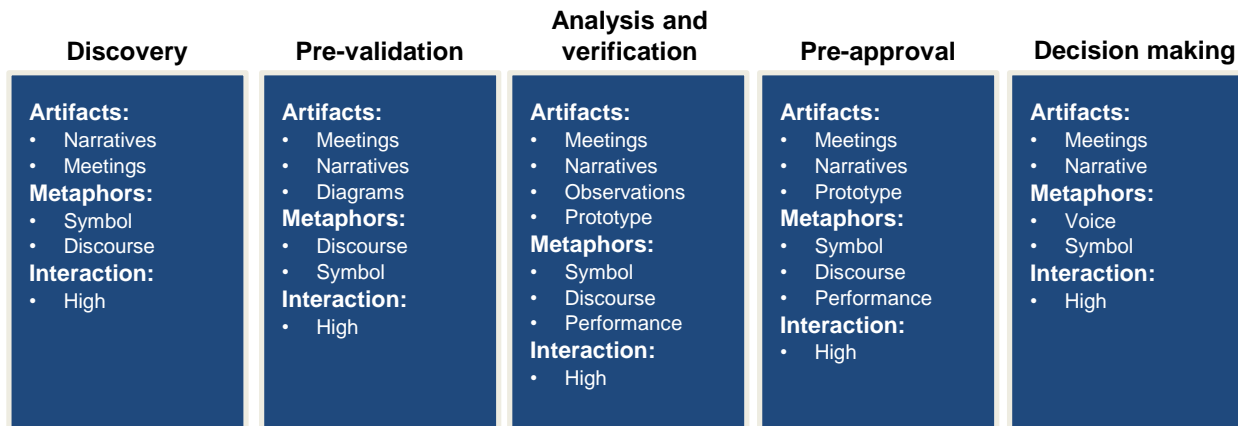 Discovery
Artifacts:
• Narratives
• Meetings
Metaphors:
• Symbol
• Discourse
Interaction:
• High
Pre-validation
Artifacts:
• Meetings
• Narratives
• Diagrams
Metaphors:
• Discourse
• Symbol
Interaction:
• High
Analysis and
verification
Artifacts:
• Meetings
• Narratives
• Observations
• Prototype
Metaphors:
• Symbol
• Discourse
• Performance
Interaction:
• High
Pre-approval
Artifacts:
• Meetings
• Narratives
• Prototype
Metaphors:
• Symbol
• Discourse
• Performance
Interaction:
• High
Decision making
Artifacts:
• Meetings
• Narrative
Metaphors:
• Voice
• Symbol
Interaction:
• High